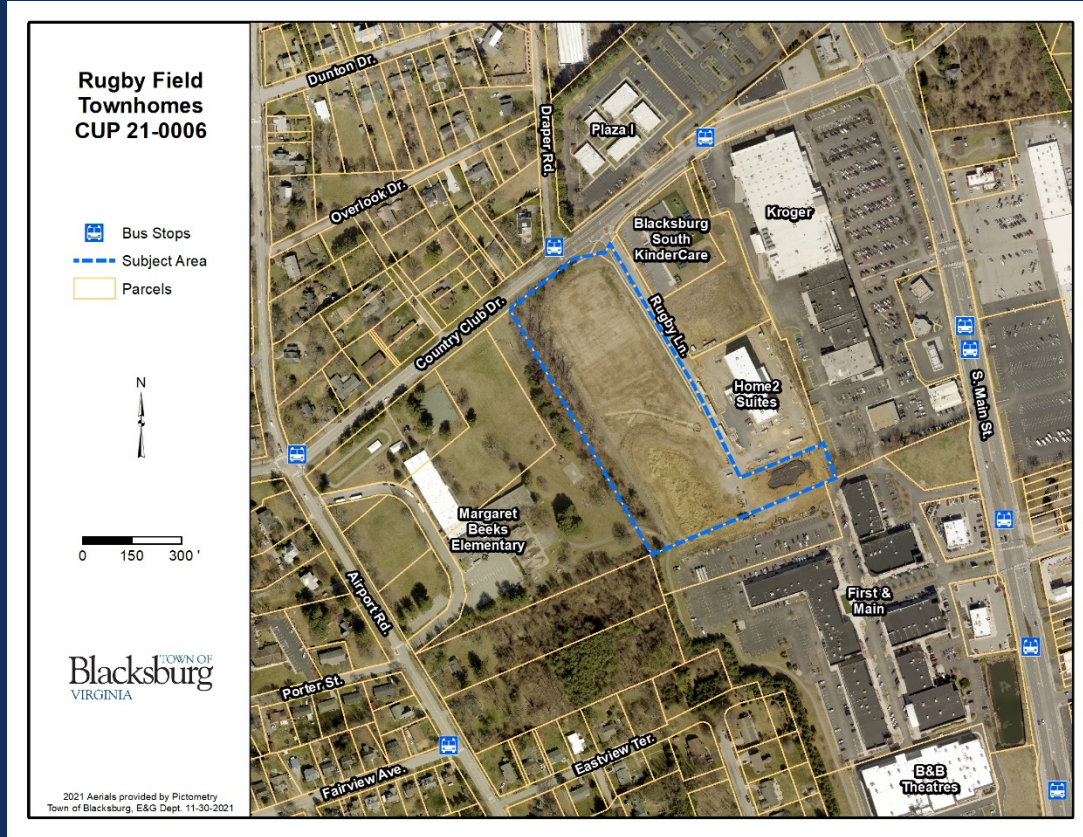 Rugby Field
Townhomes
CUP 21-0006
Bus Stops
Subject Area
Parcels
N
0 150 300 '
TOWN OF
Blacksburg
VIRGINIA
2021 Aerials provided by Pictometry
Town of Blacksburg, E&G Dept. 11-30-2021
Dunton Dr.
Draper Rd.
Plaza I
Overlook Dr.
Kroger
Blacksburg
South
KinderCare
Country Club Dr.
Rugby Ln.
Home2
Suites
S. Main St.
Margaret
Beeks
Elementary
Airport Rd.
First &
Main
Porter St.
Eastview Ter.
Fairview Ave.
B&B
Theatres